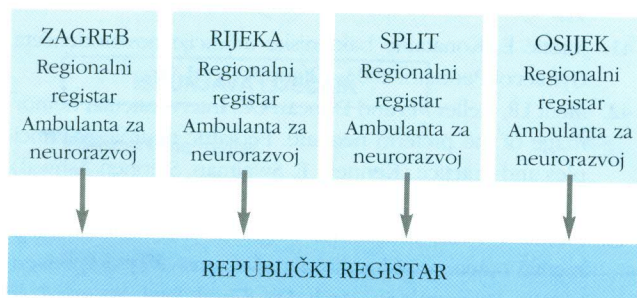 ZAGREB
Regionalni
registar
Ambulanta za
neurorazvoj
RIJEKA
Regionalni
registar
Ambulanta za
neurorazvoj
SPLIT
Regionalni
registar
Ambulanta za
neurorazvoj
OSIJEK
Regionalni
registar
Ambulanta za
neurorazvoj
REPUBLIČKI REGISTAR